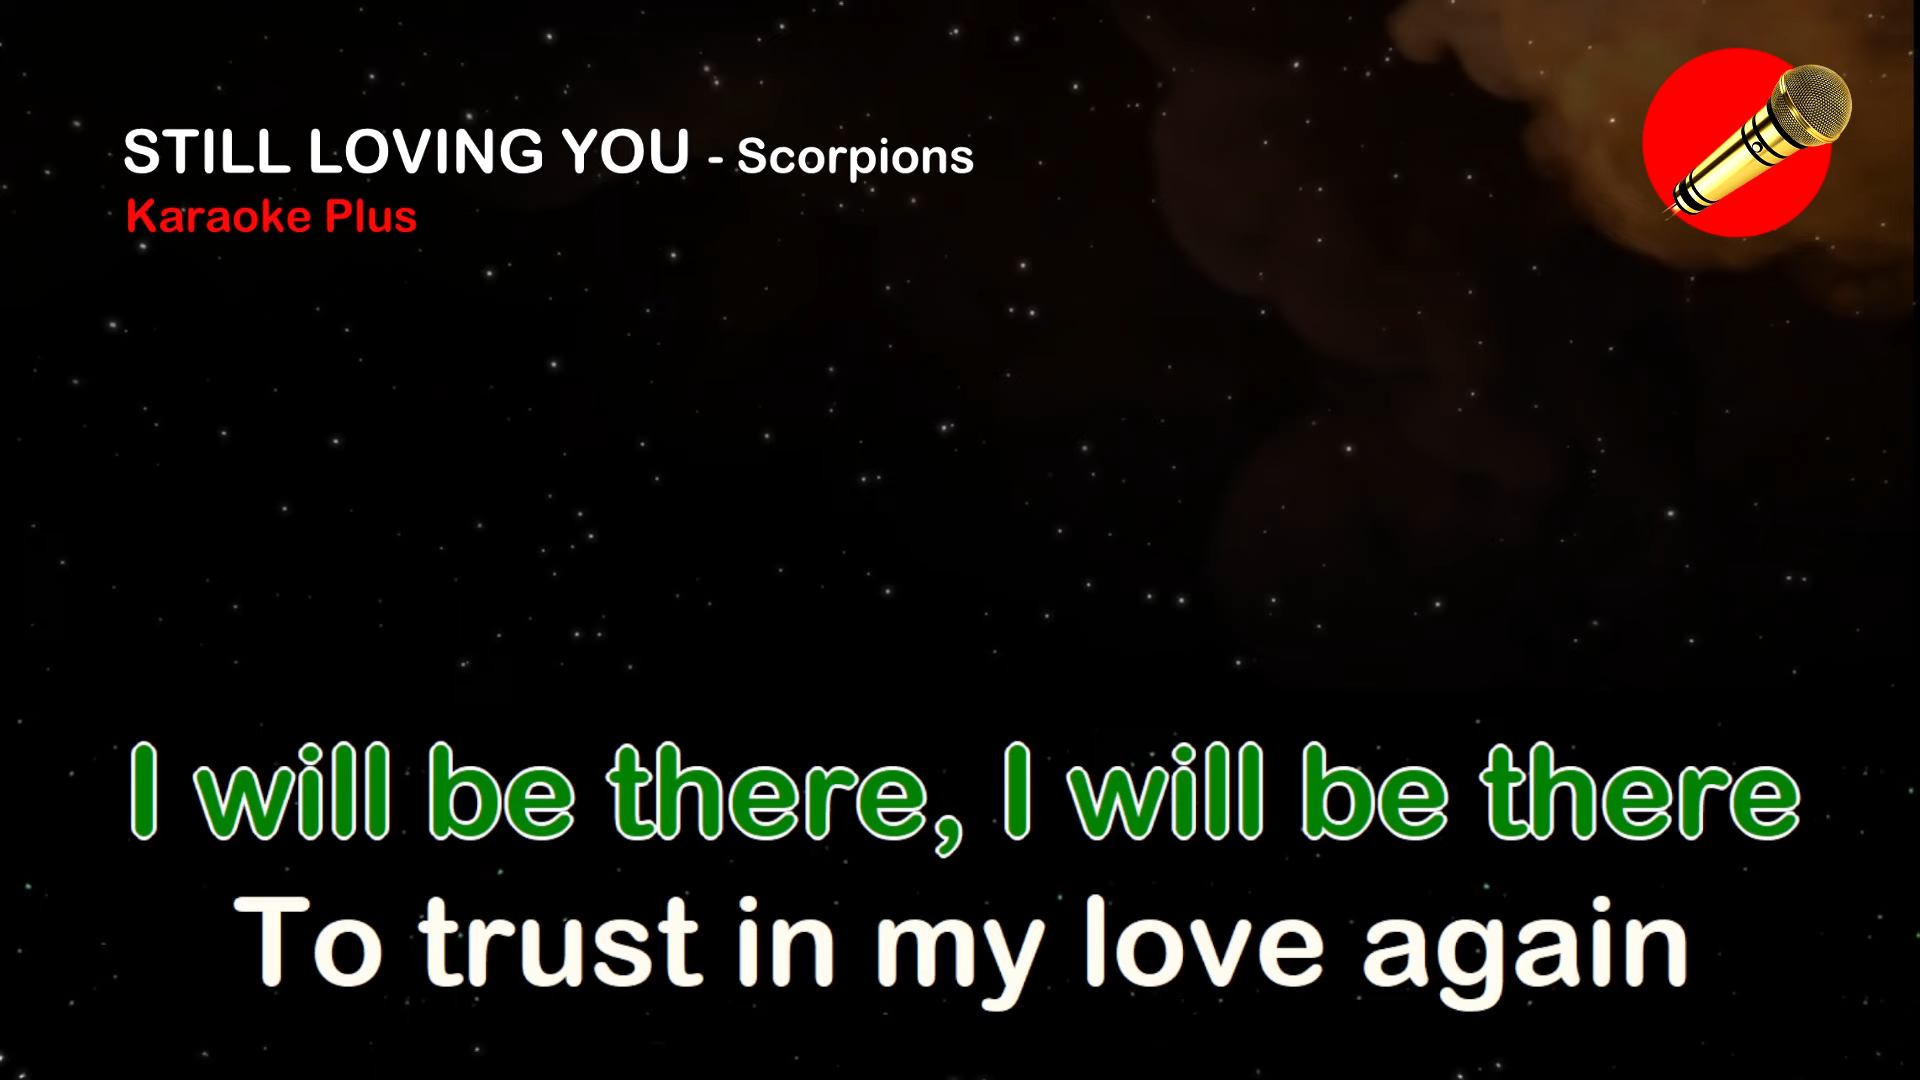 STILL LOVING YOU - Scorpions
Karaoke Plus
I will be there, I will be there
To trust in my love again